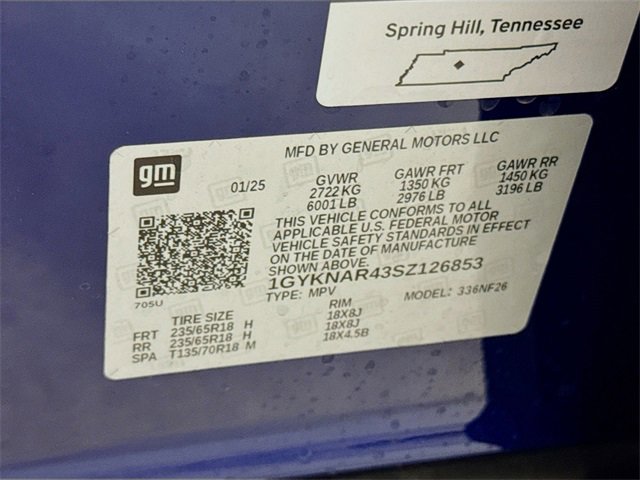 Spring Hill, Tennessee
gm
MFD BY GENERAL MOTORS LLC
01/25
GVWR GAWR FRT GAWR RR
2722 KG 1350 KG 1450 KG
6001 LB 2976 LB 3196 LB
THIS VEHICLE CONFORMS TO ALL
APPLICABLE U.S. FEDERAL MOTOR
VEHICLE SAFETY STANDARDS IN EFFECT
ON THE DATE OF MANUFACTURE
SHOWN ABOVE.
1GYKNAR43SZ126853
705U
TYPE: MPV MODEL: 336NF26
TIRE SIZE RIM
FRT 235/65R18 H 18X8J
RR 235/65R18 H 18X8J
SPA T135/70R18 M 18X4.5B